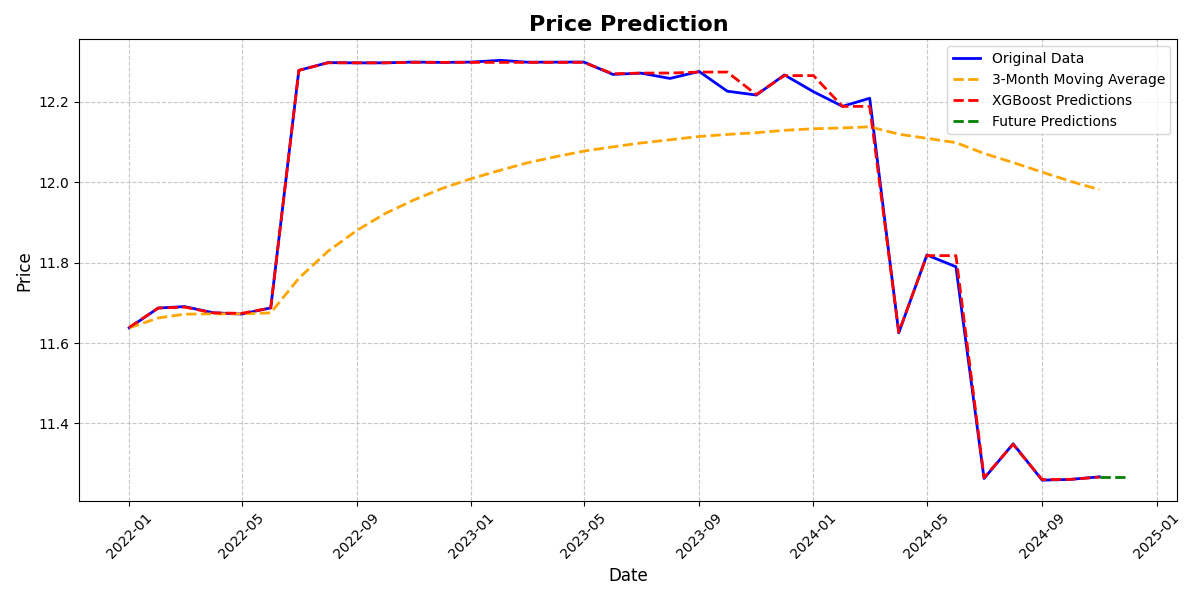 Price Prediction
Original Data
3-Month Moving Average
XGBoost Predictions
Future Predictions
Price
12.2
12.0
11.8
11.6
11.4
2022-01
2022-05
2022-09
2023-01
2023-05
2023-09
2024-01
2024-05
2024-09
2025-01
Date